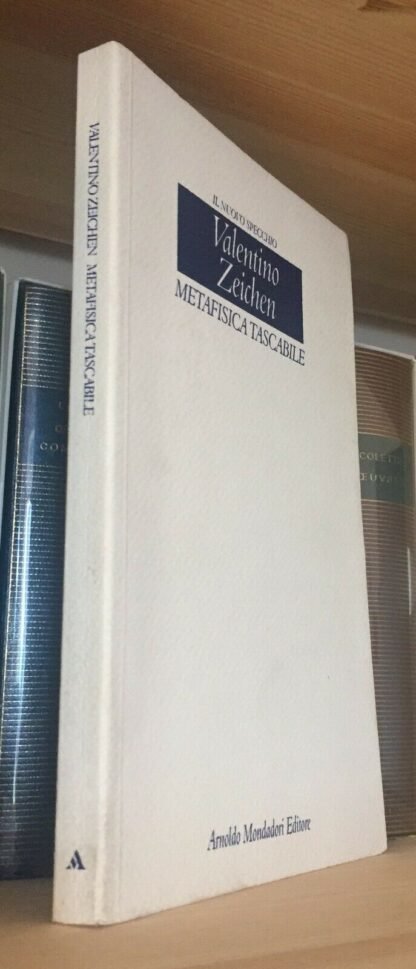 VALENTINO ZEICHEN METAFISICA TASCABILE
IL NUOVO SPECCHIO
Valentino
Zeichen
METAFISICA TASCABILE
Arnoldo Mondadori Editore